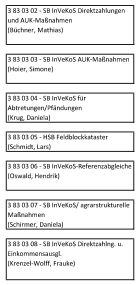 3 83 03 02 - SB InVeKoS Direktzahlungen
und AUK-Maßnahmen
(Büchner, Mathias)
3 83 03 03 - SB InVeKoS AUK-Maßnahmen
(Hoier, Simone)
3 83 03 04 - SB InVeKoS für
Abtretungen/Pfändungen
(Krug, Daniela)
3 83 03 05 - HSB Feldblockkataster
(Schmidt, Lars)
3 83 03 06 - SB InVeKoS-Referenzabgleiche
(Oswald, Hendrik)
3 83 03 07 - SB InVeKoS/ agrarstrukturelle
Maßnahmen
(Schirmer, Daniela)
3 83 03 08 - SB InVeKoS Direktzahlng. u.
Einkommensausgl.
(Krenzel-Wolff, Frauke)